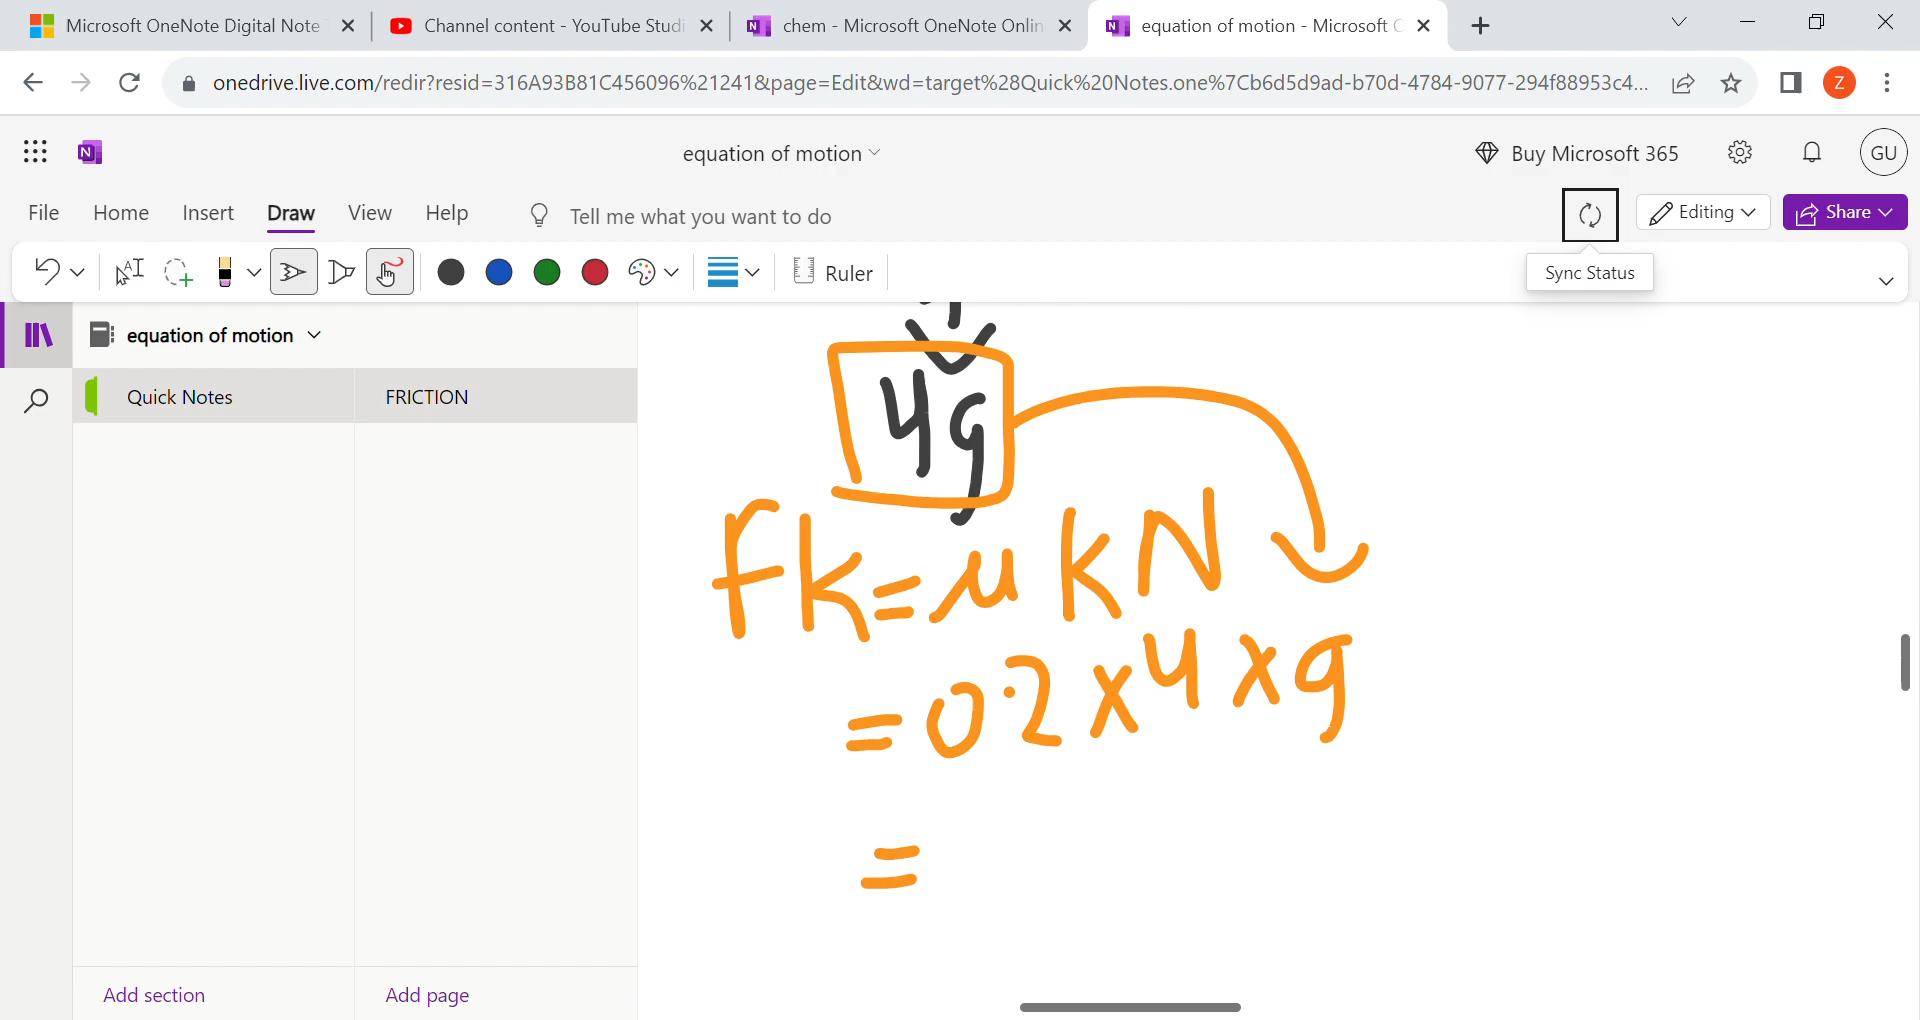 Microsoft OneNote Digital Note T
Channel content - YouTube Studi
chem - Microsoft OneNote Onlin
equation of motion - Microsoft O
onedrive.live.com/redir?resid=316A93B81C456096%21241&page=Edit&wd=target%28Quick%20Notes.one%7Cb6d5d9ad-b70d-4784-9077-294f88953c4...
Z
N
equation of motion
Buy Microsoft 365
GU
File Home Insert Draw View Help Tell me what you want to do
Editing
Share
Ruler
Sync Status
equation of motion
Quick Notes
FRICTION
4g
Fk=μkN
=0.2x4xg
=
Add section
Add page